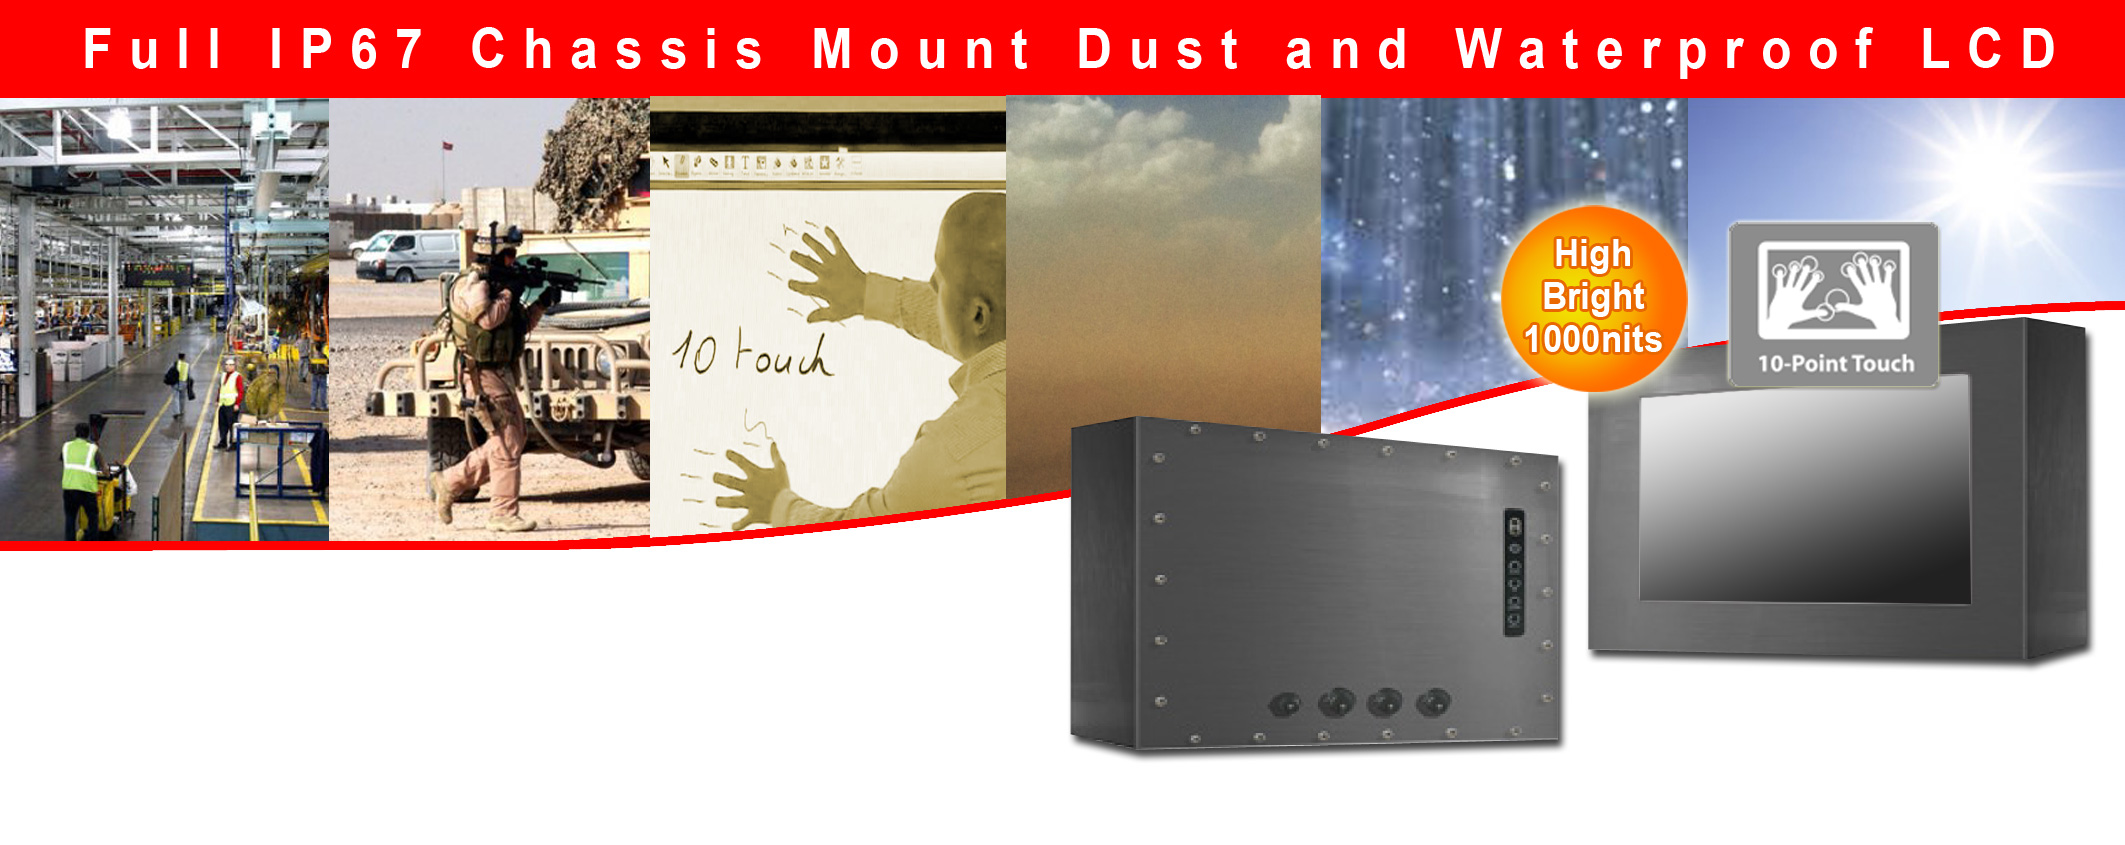 Full IP67 Chassis Mount Dust and Waterproof LCD
10 touch
High
Bright
1000nits
10-Point Touch